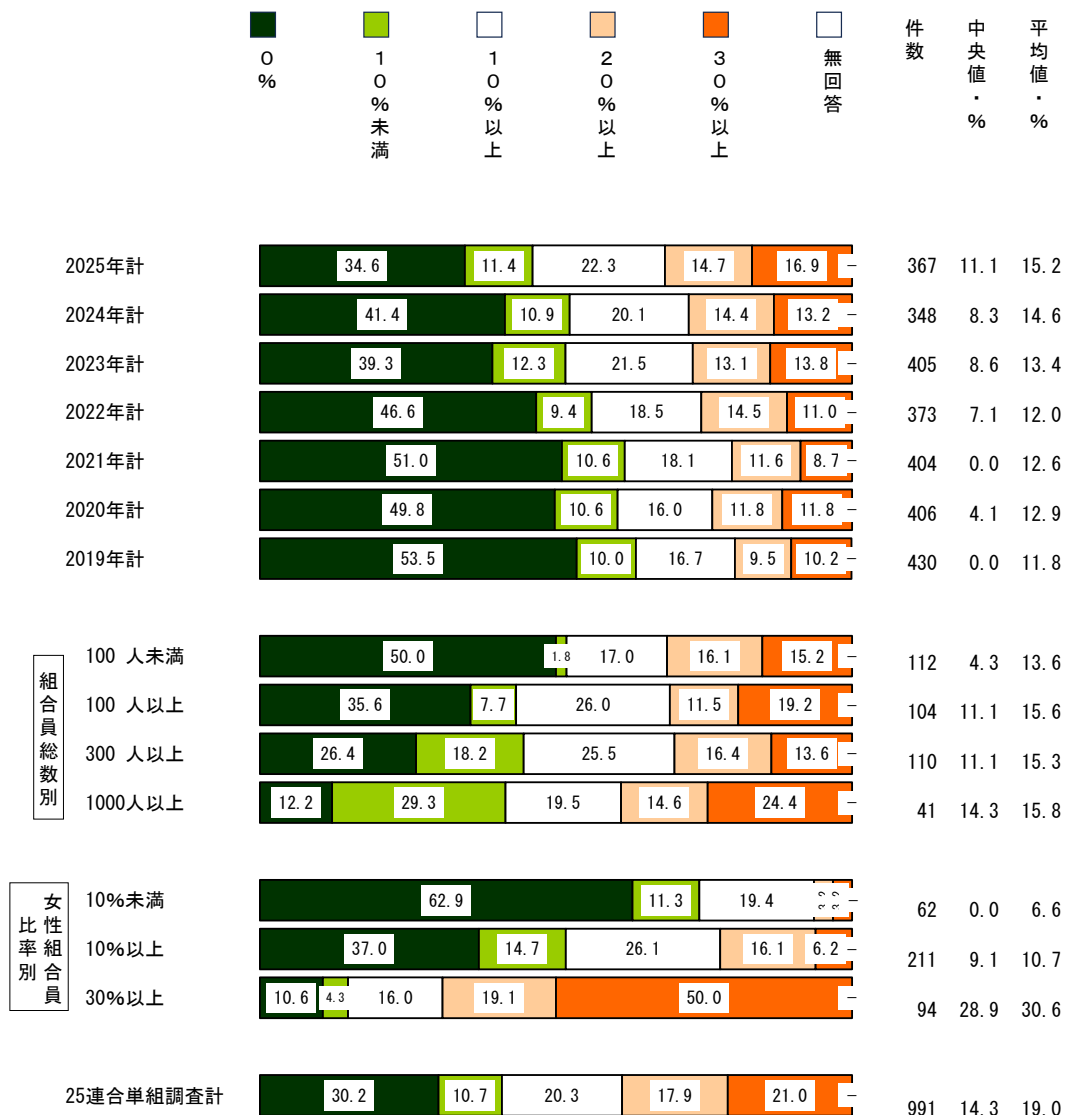 0%
10%未満
10%以上
20%以上
30%以上
無回答
件数
中央値・%
平均値・%
2025年計 34.6 11.4 22.3 14.7 16.9 - 367 11.1 15.2
2024年計 41.4 10.9 20.1 14.4 13.2 - 348 8.3 14.6
2023年計 39.3 12.3 21.5 13.1 13.8 - 405 8.6 13.4
2022年計 46.6 9.4 18.5 14.5 11.0 - 373 7.1 12.0
2021年計 51.0 10.6 18.1 11.6 8.7 - 404 0.0 12.6
2020年計 49.8 10.6 16.0 11.8 11.8 - 406 4.1 12.9
2019年計 53.5 10.0 16.7 9.5 10.2 - 430 0.0 11.8
組合員総数別
100 人未満 50.0 1.8 17.0 16.1 15.2 - 112 4.3 13.6
100 人以上 35.6 7.7 26.0 11.5 19.2 - 104 11.1 15.6
300 人以上 26.4 18.2 25.5 16.4 13.6 - 110 11.1 15.3
1000人以上 12.2 29.3 19.5 14.6 24.4 - 41 14.3 15.8
女性組合員比率別
10%未満 62.9 11.3 19.4 - 62 0.0 6.6
10%以上 37.0 14.7 26.1 16.1 6.2 - 211 9.1 10.7
30%以上 10.6 4.3 16.0 19.1 50.0 - 94 28.9 30.6
25連合単組調査計 30.2 10.7 20.3 17.9 21.0 - 991 14.3 19.0